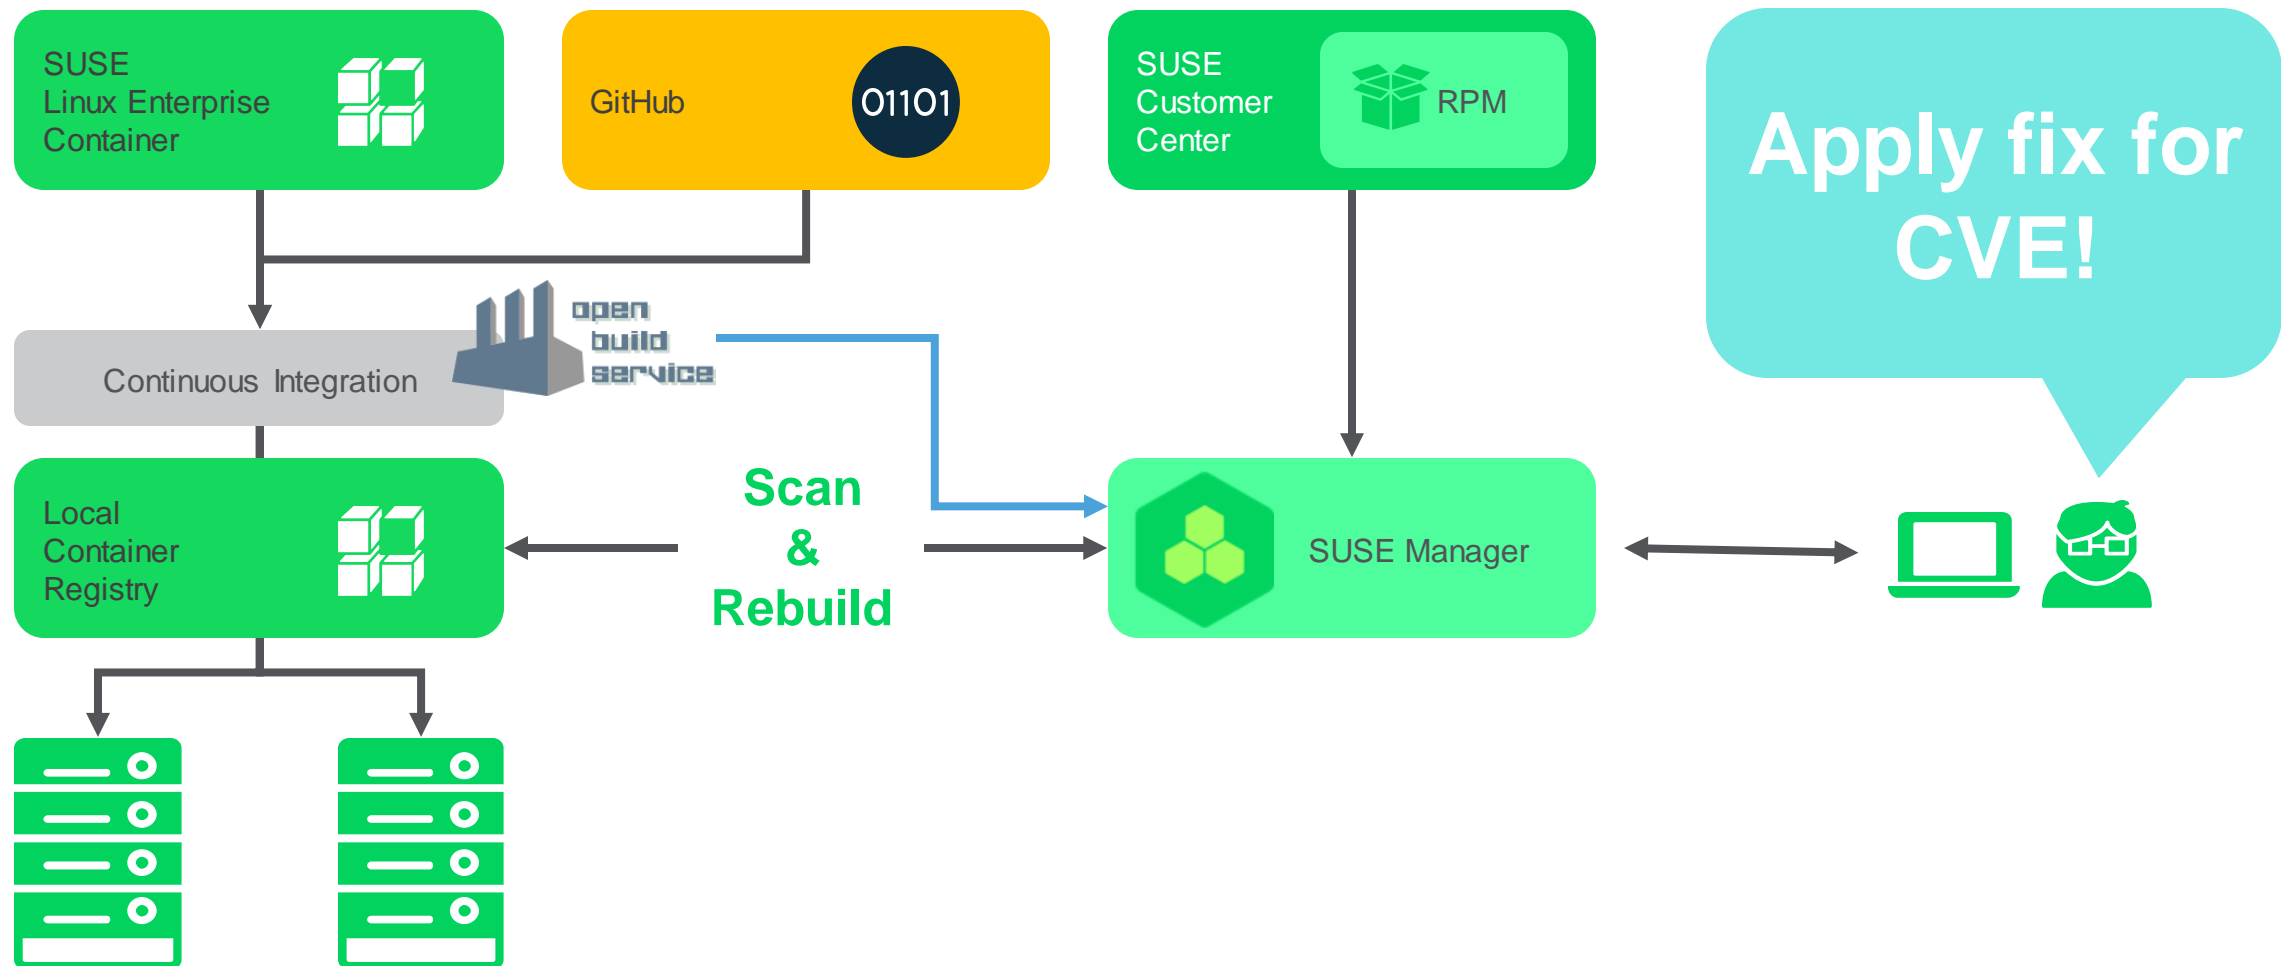 SUSE
Linux Enterprise
Container
GitHub
01101
SUSE
Customer
Center
RPM
Apply fix for
CVE!
open
build
service
Continuous Integration
Local
Container
Registry
Scan
&
Rebuild
SUSE Manager